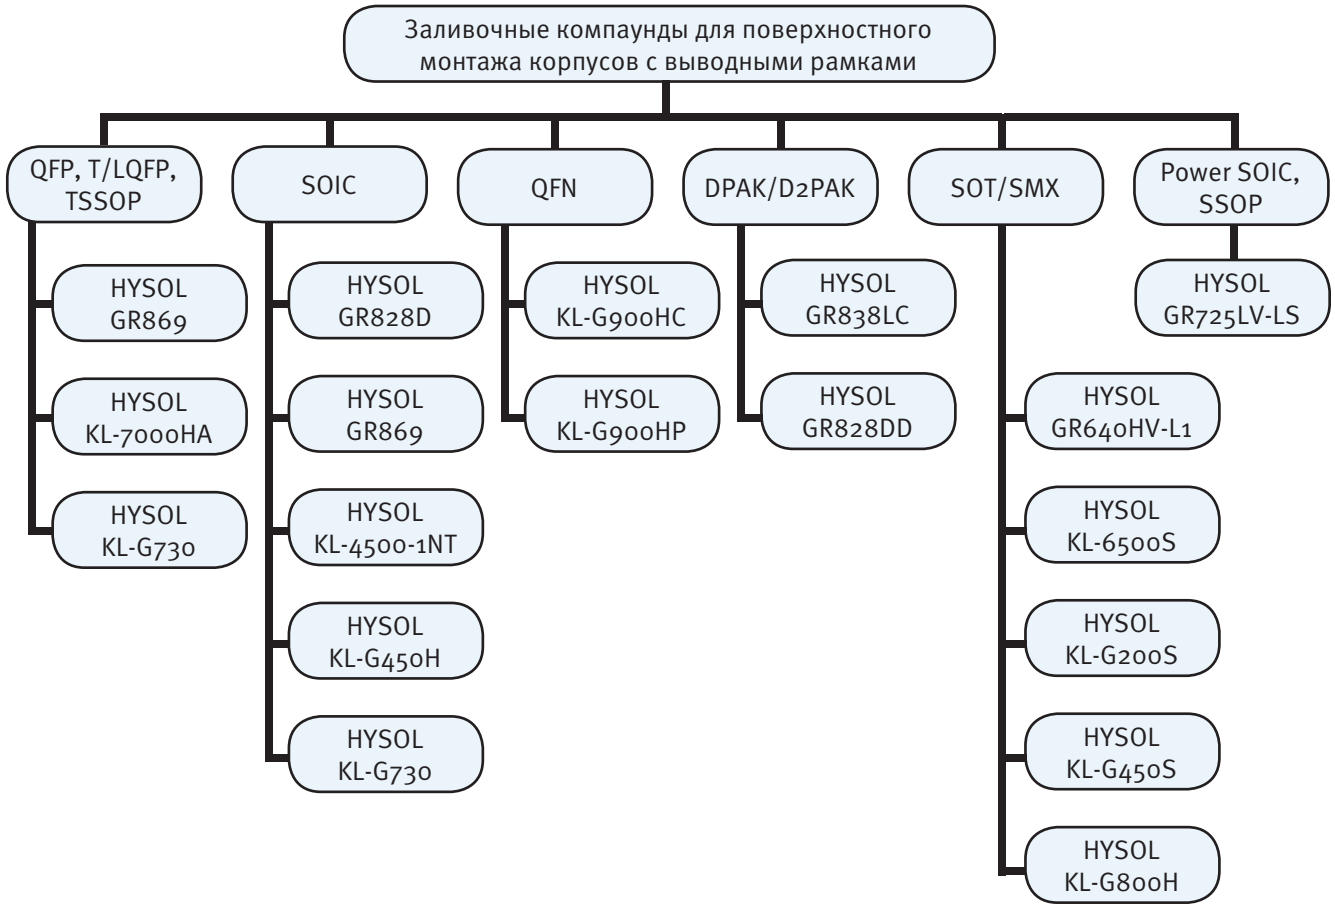 Заливочные компаунды для поверхностного
монтажа корпусов с выводными рамками
QFP, T/LQFP,
TSSOP
HYSOL
GR869
HYSOL
KL-7000HA
HYSOL
KL-G730
SOIC
HYSOL
GR828D
HYSOL
GR869
HYSOL
KL-4500-1NT
HYSOL
KL-G450H
HYSOL
KL-G730
QFN
HYSOL
KL-G900HC
HYSOL
KL-G900HP
DPAK/D2PAK
HYSOL
GR838LC
HYSOL
GR828DD
SOT/SMX
HYSOL
GR640HV-L1
HYSOL
KL-6500S
HYSOL
KL-G200S
HYSOL
KL-G450S
HYSOL
KL-G800H
Power SOIC,
SSOP
HYSOL
GR725LV-LS